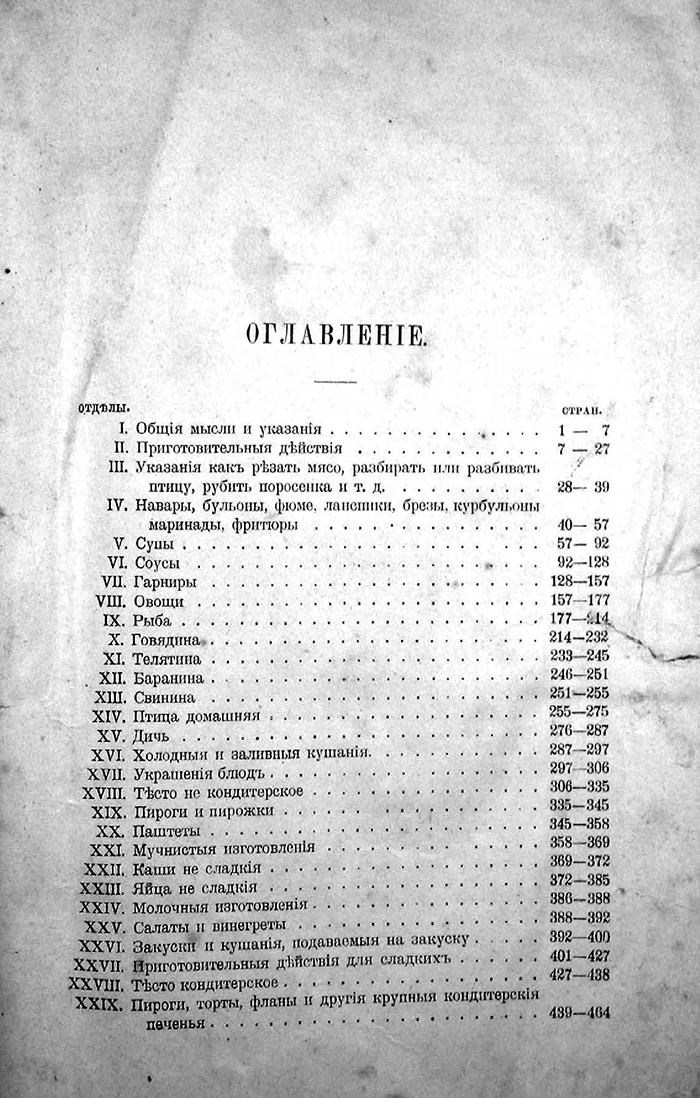 ОГЛАВЛЕНІЕ.
ОТДѢЛЫ. СТРАН.
I. Общія мысли и указанія . . . . . . . . . . . . . . . 1 — 7
II. Приготовительныя дѣйствія . . . . . . . . . . . . . 7 — 27
III. Указанія какъ рѣзать мясо, разбирать или разбивать
птицу, рубить поросенка и т. д. . . . . . . . . . . 28— 39
IV. Навары, бульоны, фюме, ланспики, брезы, курбульоны
маринады, фритюры . . . . . . . . . . . . . . . . 40— 57
V. Супы . . . . . . . . . . . . . . . . . . . . . . . . 57— 92
VI. Соусы . . . . . . . . . . . . . . . . . . . . . . . 92—128
VII. Гарниры . . . . . . . . . . . . . . . . . . . . . . 128—157
VIII. Овощи . . . . . . . . . . . . . . . . . . . . . . . 157—177
IX. Рыба . . . . . . . . . . . . . . . . . . . . . . . . 177—214
X. Говядина . . . . . . . . . . . . . . . . . . . . . . 214—232
XI. Телятина . . . . . . . . . . . . . . . . . . . . . . 233—245
XII. Баранина . . . . . . . . . . . . . . . . . . . . . . 246—251
XIII. Свинина . . . . . . . . . . . . . . . . . . . . . . 251—255
XIV. Птица домашняя . . . . . . . . . . . . . . . . . . 255—275
XV. Дичь . . . . . . . . . . . . . . . . . . . . . . . . 276—287
XVI. Холодныя и заливныя кушанія. . . . . . . . . . . . 287—297
XVII. Украшенія блюдъ . . . . . . . . . . . . . . . . . . 297—306
XVIII. Тѣсто не кондитерское . . . . . . . . . . . . . . . 306—335
XIX. Пироги и пирожки . . . . . . . . . . . . . . . . . 335—345
XX. Паштеты . . . . . . . . . . . . . . . . . . . . . . 345—358
XXI. Мучнистыя изготовленія . . . . . . . . . . . . . . 358—369
XXII. Каши не сладкія . . . . . . . . . . . . . . . . . . 369—372
XXIII. Яйца не сладкія . . . . . . . . . . . . . . . . . . 372—385
XXIV. Молочныя изготовленія . . . . . . . . . . . . . . . 386—388
XXV. Салаты и винегреты . . . . . . . . . . . . . . . . 388—392
XXVI. Закуски и кушанія, подаваемыя на закуску . . . . . 392—400
XXVII. Приготовительныя дѣйствія для сладкихъ . . . . . . 401—427
XXVIII. Тѣсто кондитерское . . . . . . . . . . . . . . . . . 427—438
XXIX. Пироги, торты, фланы и другія крупныя кондитерскія
печенья . . . . . . . . . . . . . . . . . . . . . . 439—464